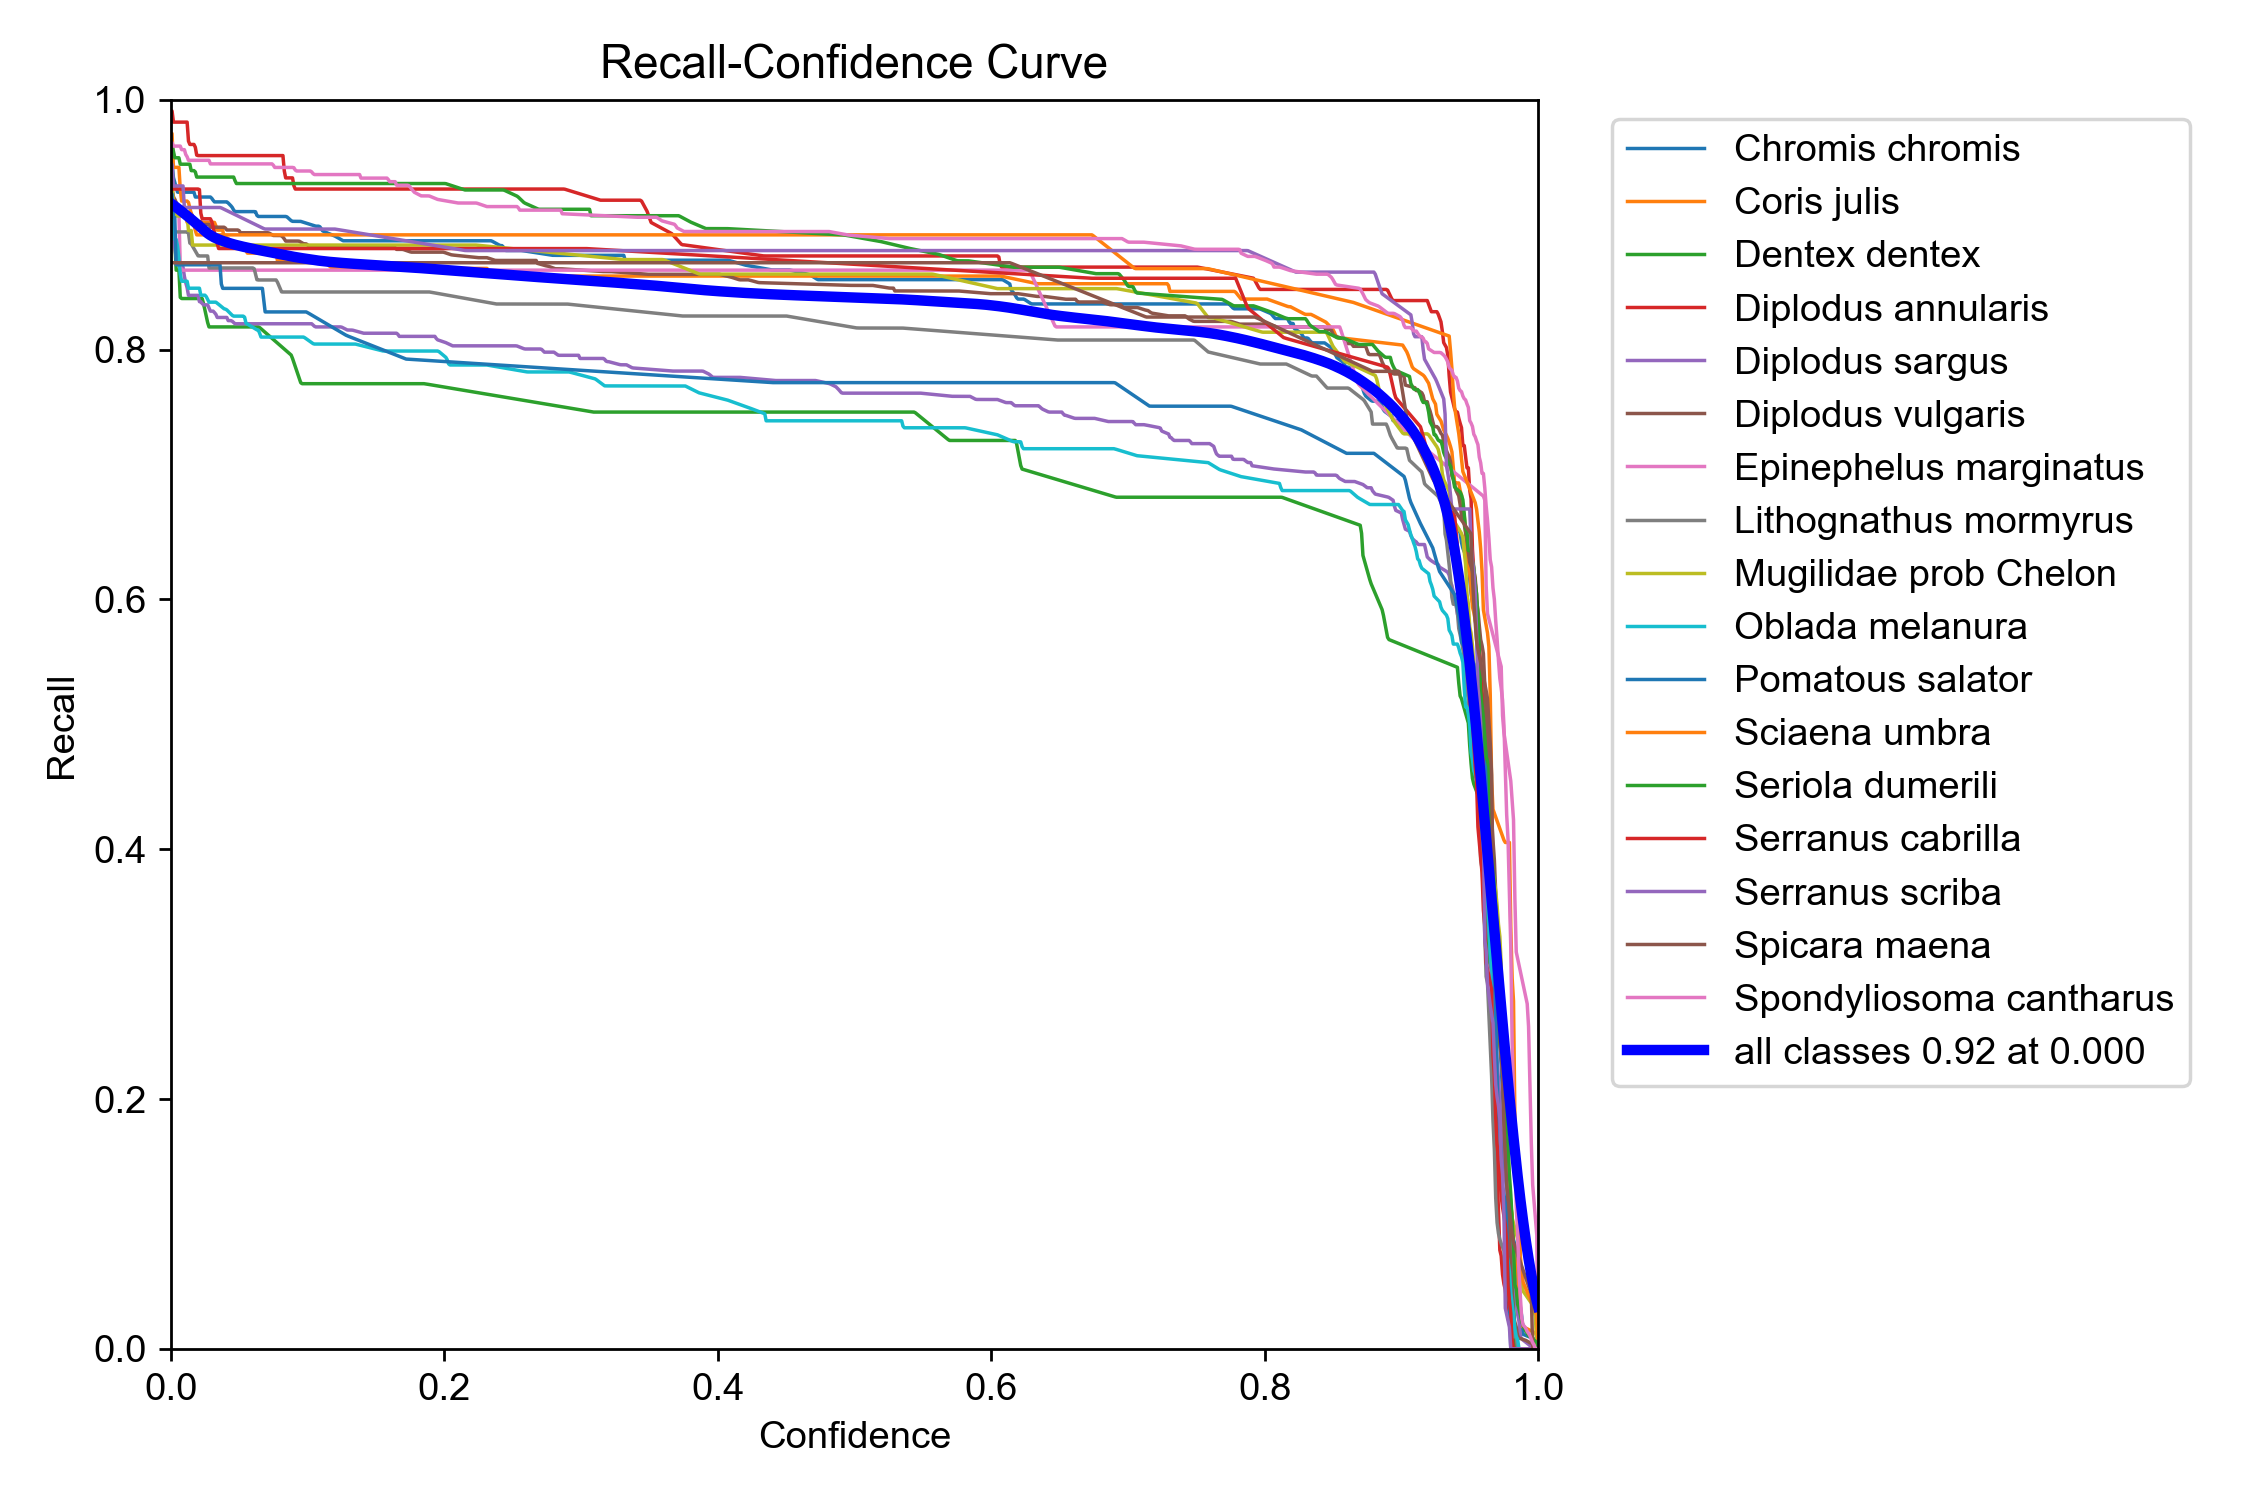 Recall-Confidence Curve
1.0
0.8
0.6
0.4
0.2
0.0
0.0 0.2 0.4 0.6 0.8 1.0
Recall
Confidence
Chromis chromis
Coris julis
Dentex dentex
Diplodus annularis
Diplodus sargus
Diplodus vulgaris
Epinephelus marginatus
Lithognathus mormyrus
Mugilidae prob Chelon
Oblada melanura
Pomatous salator
Sciaena umbra
Seriola dumerili
Serranus cabrilla
Serranus scriba
Spicara maena
Spondyliosoma cantharus
all classes 0.92 at 0.000